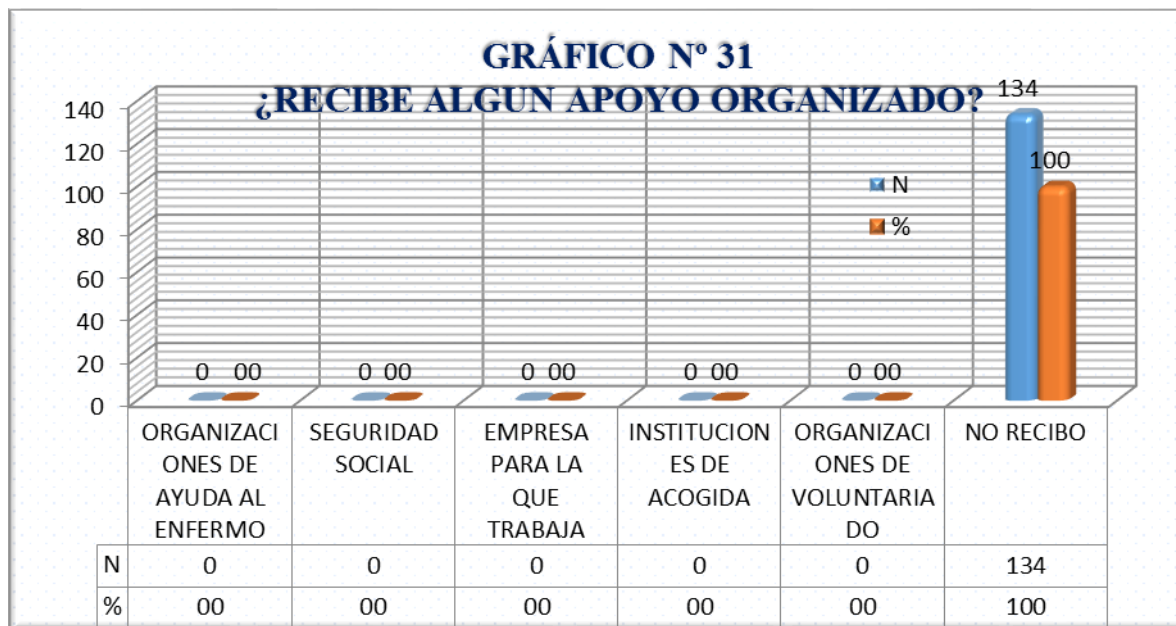 GRÁFICO Nº 31
¿RECIBE ALGUN APOYO ORGANIZADO?
140
120
100
80
60
40
20
0
0 00
0 00
0 00
0 00
0 00
134
100
N
%
ORGANIZACI
ONES DE
AYUDA AL
ENFERMO
SEGURIDAD
SOCIAL
EMPRESA
PARA LA
QUE
TRABAJA
INSTITUCION
ES DE
ACOGIDA
ORGANIZACI
ONES DE
VOLUNTARIA
DO
NO RECIBO
N 0 0 0 0 0 134
% 00 00 00 00 00 100